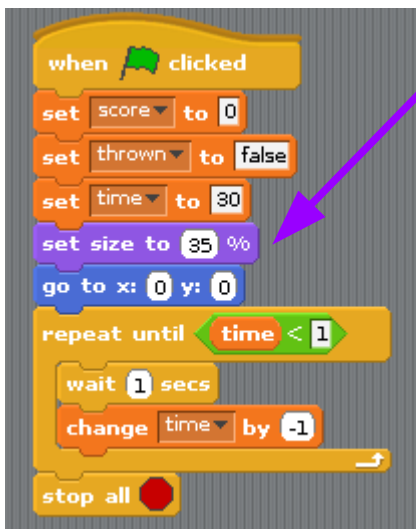 when clicked
set score to 0
set thrown to false
set time to 30
set size to 35 %
go to x: 0 y: 0
repeat until time < 1
wait 1 secs
change time by -1
stop all